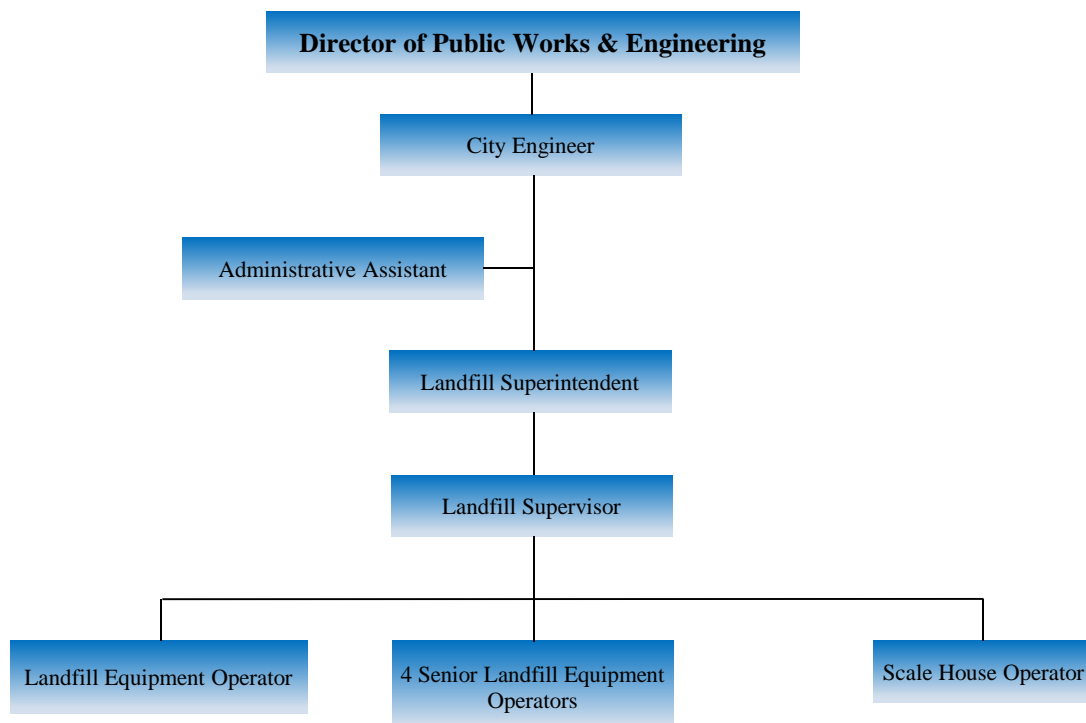 Director of Public Works & Engineering
City Engineer
Administrative Assistant
Landfill Superintendent
Landfill Supervisor
Landfill Equipment Operator
4 Senior Landfill Equipment
Operators
Scale House Operator